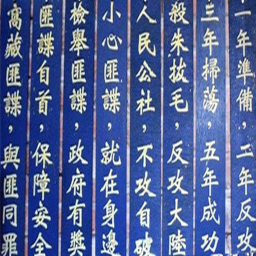 一年準備，二年反攻
三年掃蕩，五年成功
殺朱拔毛，反攻大陸
人民公社，不攻自破
小心匪諜，就在身邊
檢舉匪諜，政府有獎
匪諜自首，保障安全
窩藏匪諜，與匪同罪